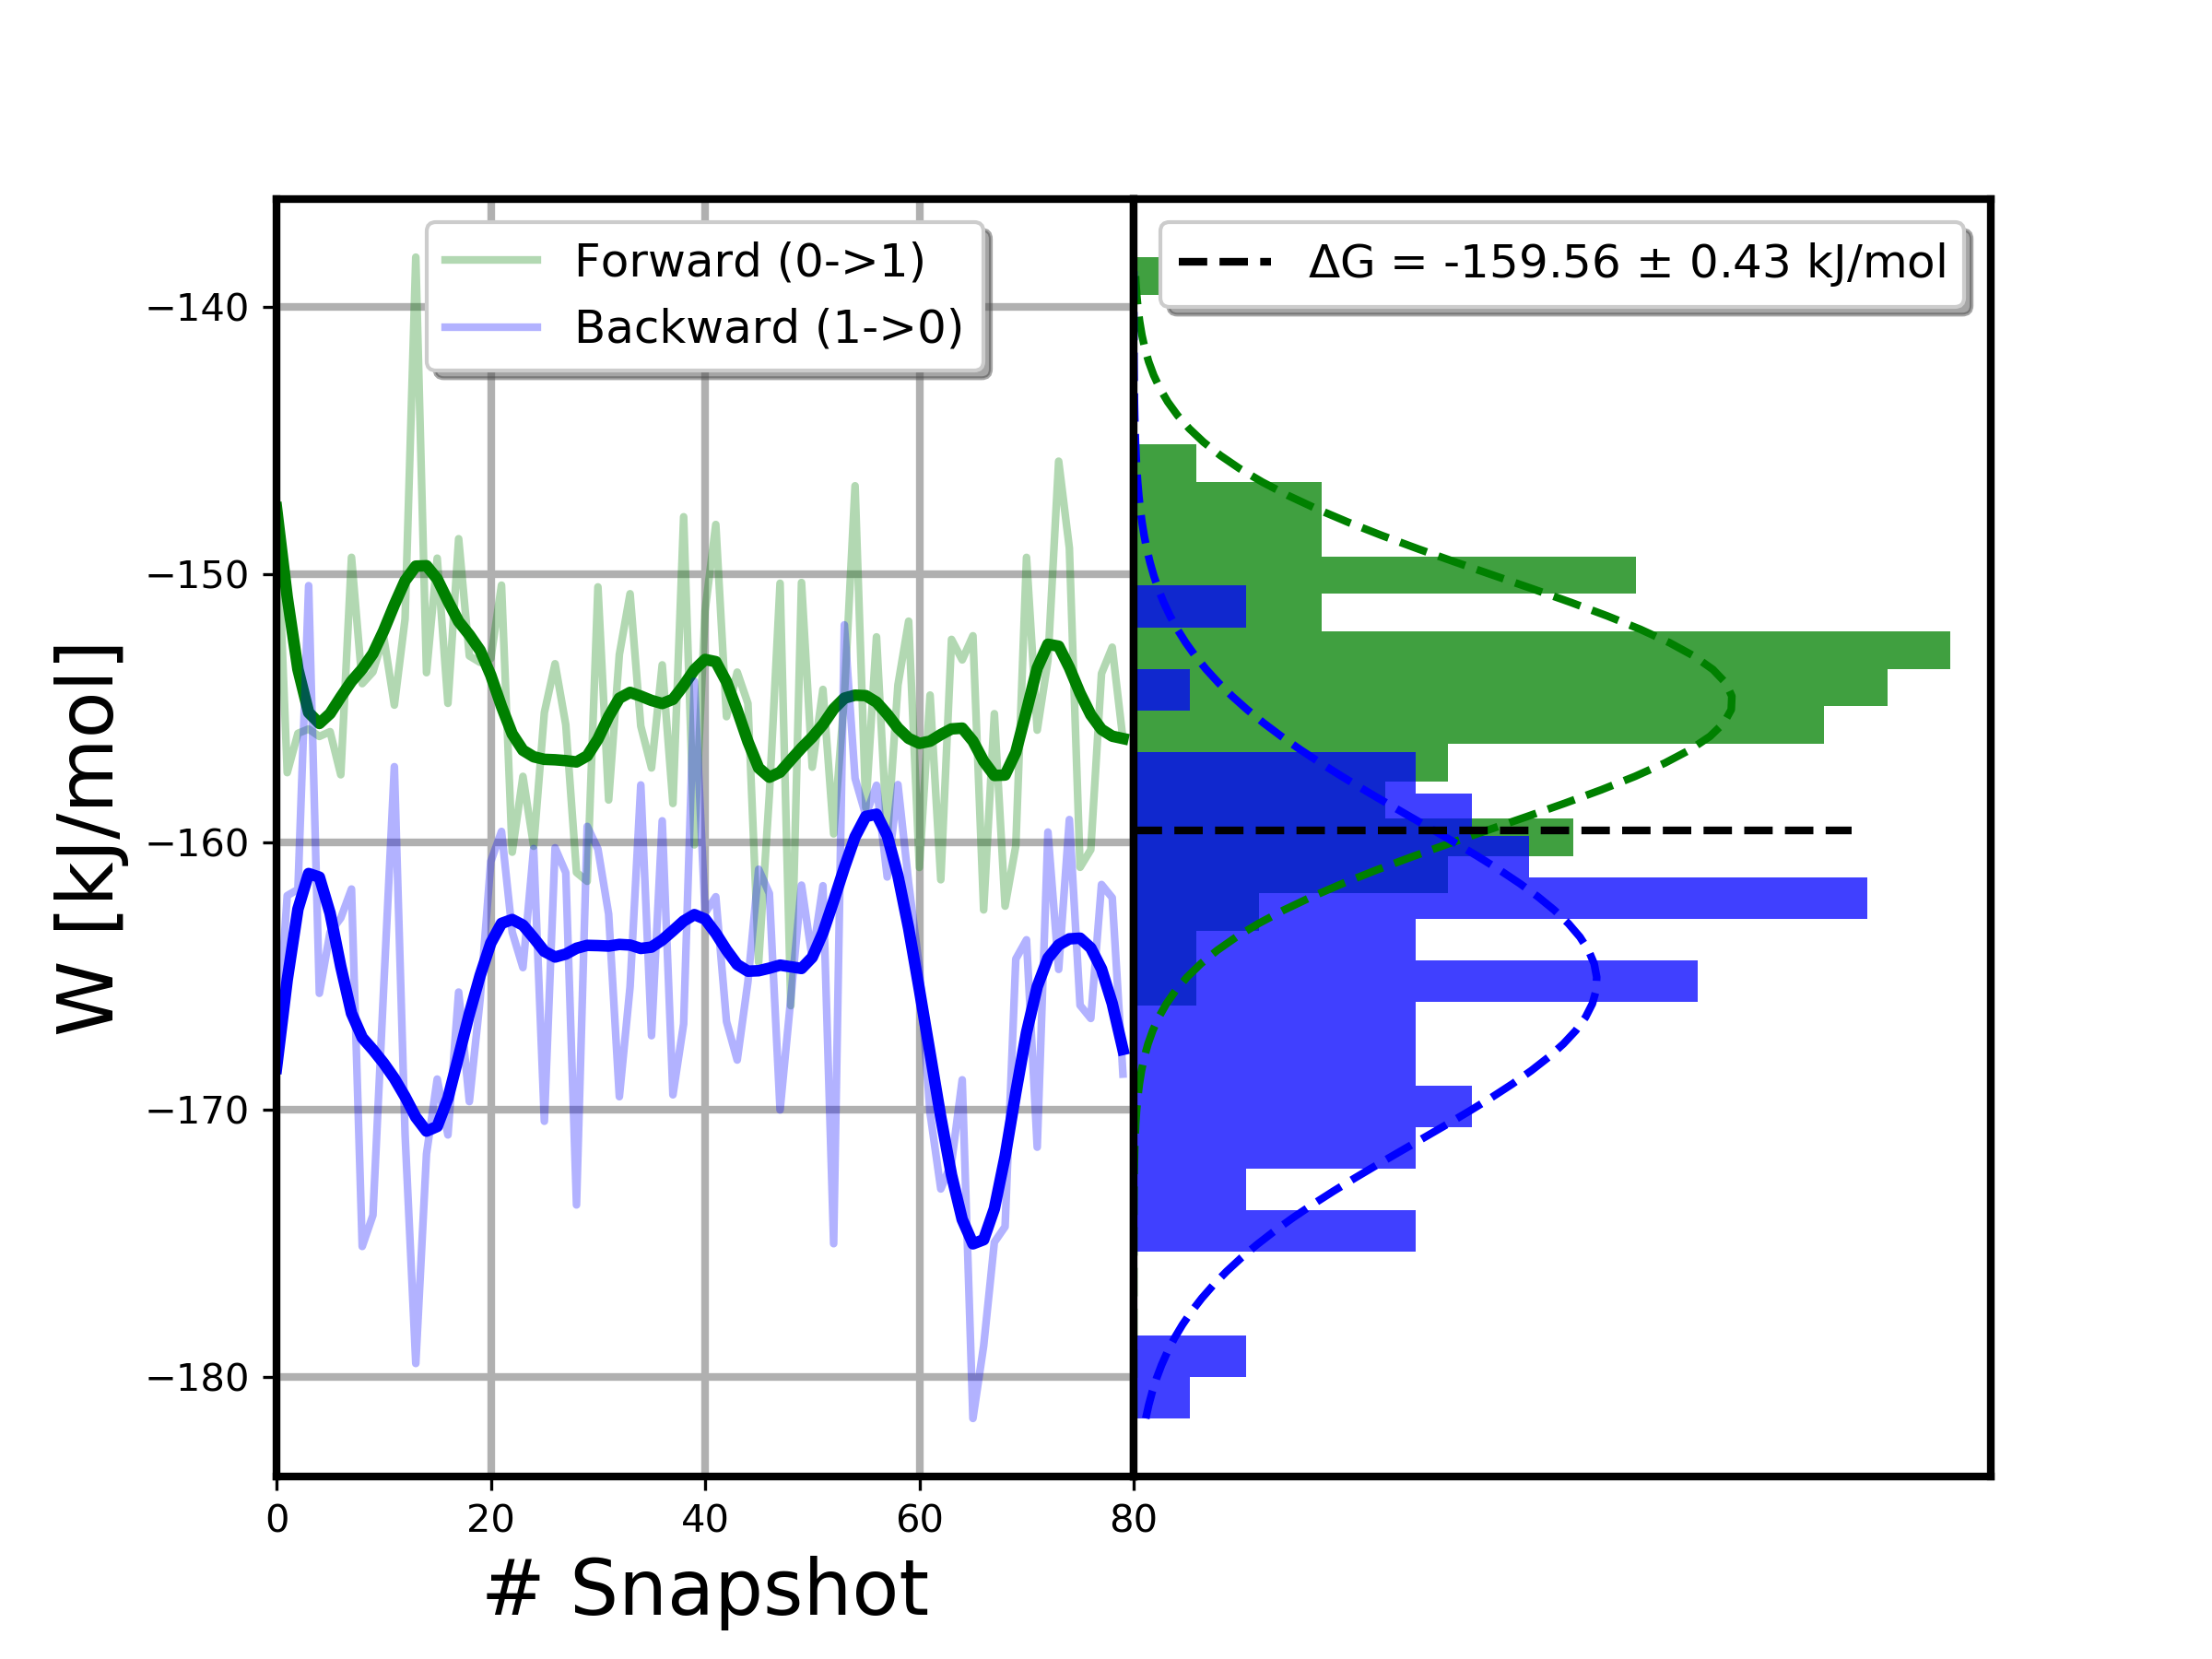 Forward (0->1)
Backward (1->0)
ΔG = -159.56 ± 0.43 kJ/mol
−140
−150
−160
−170
−180
W [kJ/mol]
0 20 40 60 80
# Snapshot